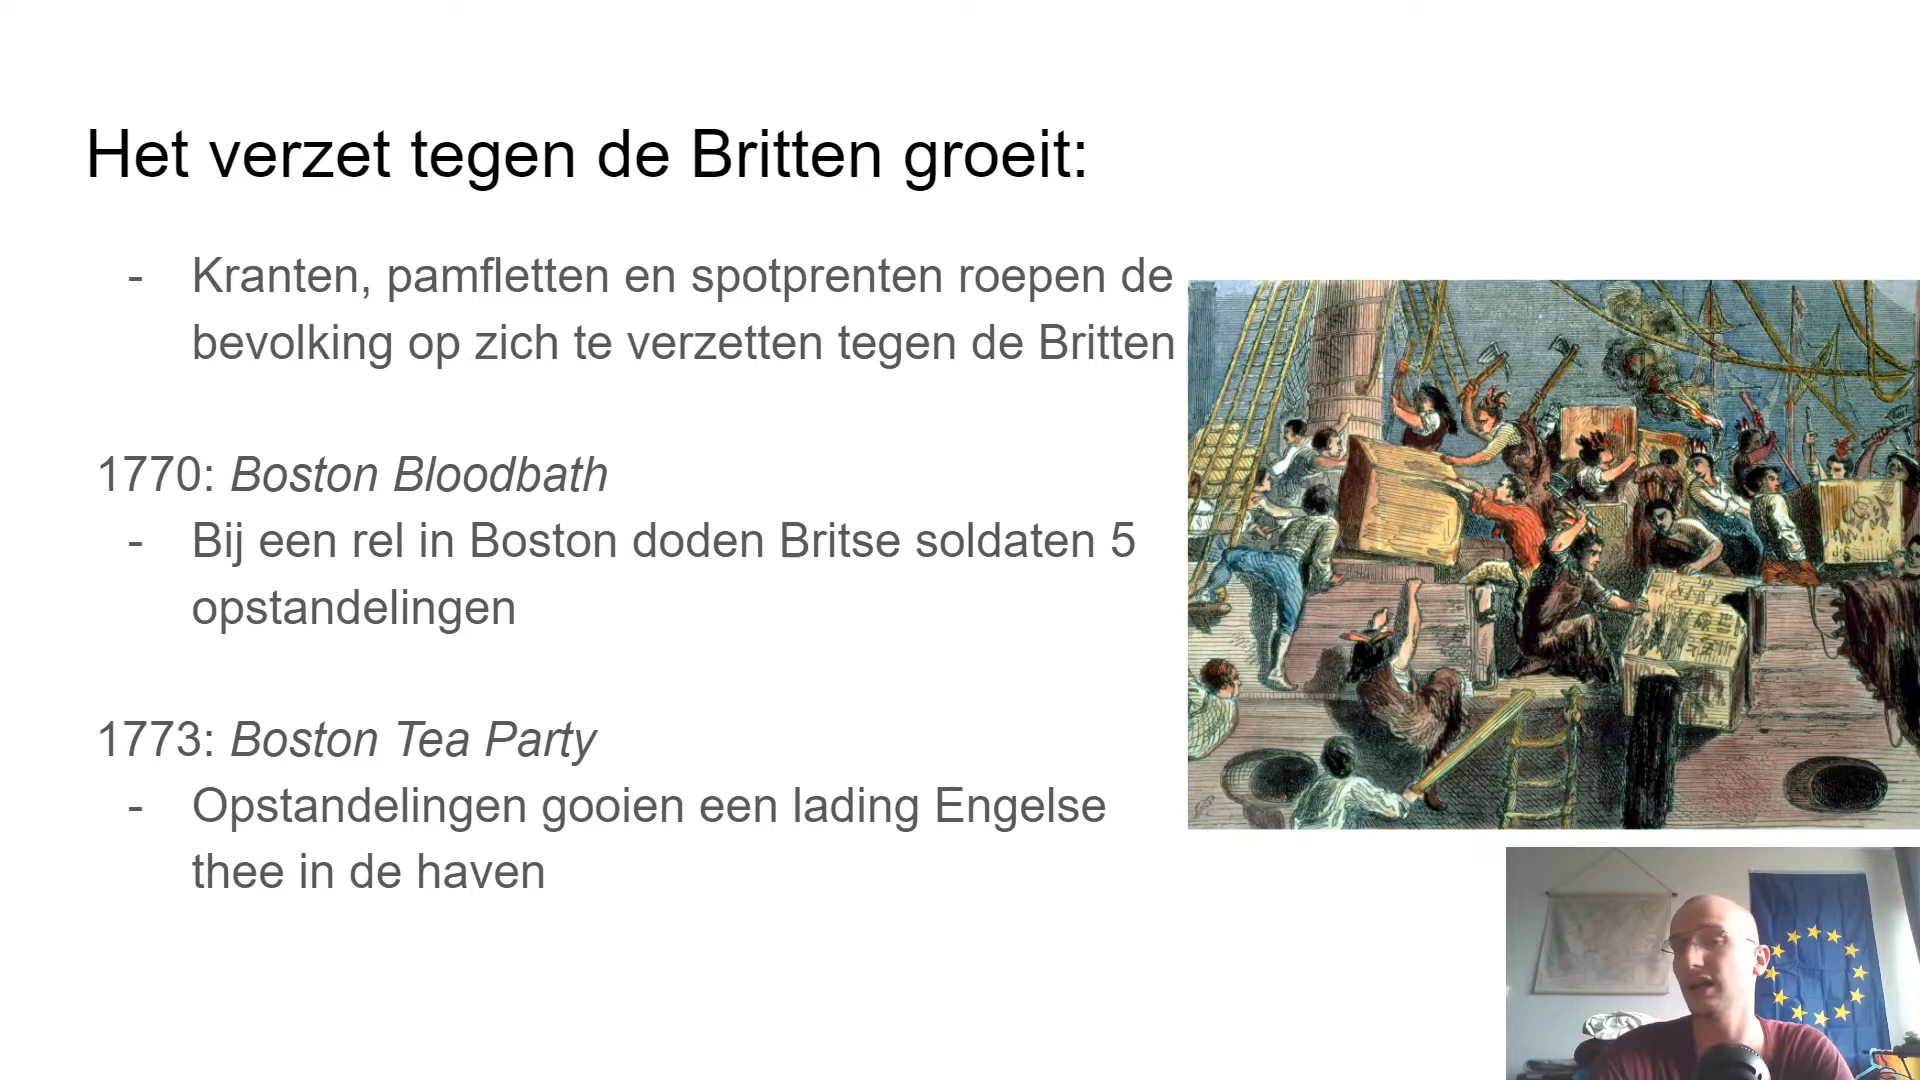 Het verzet tegen de Britten groeit:
- Kranten, pamfletten en spotprenten roepen de
bevolking op zich te verzetten tegen de Britten
1770: Boston Bloodbath
- Bij een rel in Boston doden Britse soldaten 5
opstandelingen
1773: Boston Tea Party
- Opstandelingen gooien een lading Engelse
thee in de haven